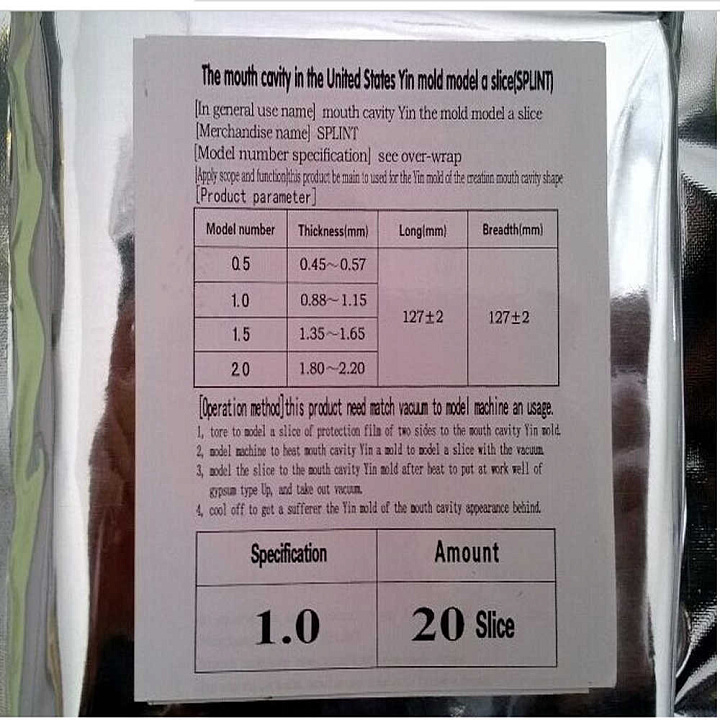 The mouth cavity in the United States Yin mold model a slice(SPLINT)
[In general use name] mouth cavity Yin the mold model a slice
[Merchandise name] SPLINT
[Model number specification] see over-wrap
[Apply scope and function]this product be main to used for the Yin mold of the creation mouth cavity shape
[Product parameter]
Model number Thickness(mm) Long(mm) Breadth(mm)
0.5 0.45~0.57
1.0 0.88~1.15
127±2 127±2
1.5 1.35~1.65
2.0 1.80~2.20
[Operation method]this product need match vacuum to model machine an usage.
1, tore to model a slice of protection film of two sides to the mouth cavity Yin mold.
2, model machine to heat mouth cavity Yin a mold to model a slice with the vacuum.
3, model the slice to the mouth cavity Yin mold after heat to put at work well of
gypsum type Up, and take out vacuum.
4, cool off to get a sufferer the Yin mold of the mouth cavity appearance behind.
Specification Amount
1.0 20 Slice